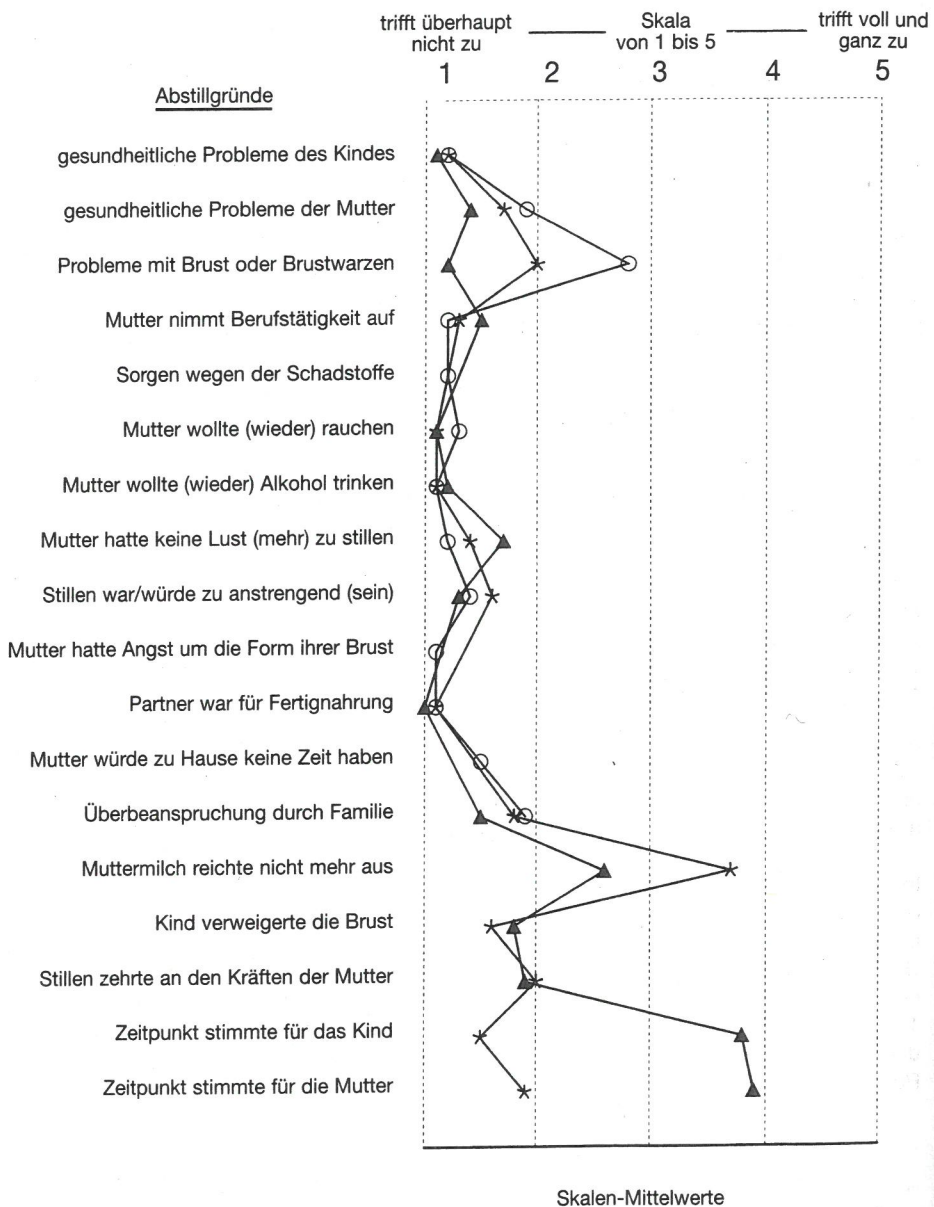 trifft überhaupt
nicht zu
Skala
von 1 bis 5
trifft voll und
ganz zu
1 2 3 4 5
Abstillgründe
gesundheitliche Probleme des Kindes
gesundheitliche Probleme der Mutter
Probleme mit Brust oder Brustwarzen
Mutter nimmt Berufstätigkeit auf
Sorgen wegen der Schadstoffe
Mutter wollte (wieder) rauchen
Mutter wollte (wieder) Alkohol trinken
Mutter hatte keine Lust (mehr) zu stillen
Stillen war/würde zu anstrengend (sein)
Mutter hatte Angst um die Form ihrer Brust
Partner war für Fertignahrung
Mutter würde zu Hause keine Zeit haben
Überbeanspruchung durch Familie
Muttermilch reichte nicht mehr aus
Kind verweigerte die Brust
Stillen zehrte an den Kräften der Mutter
Zeitpunkt stimmte für das Kind
Zeitpunkt stimmte für die Mutter
Skalen-Mittelwerte